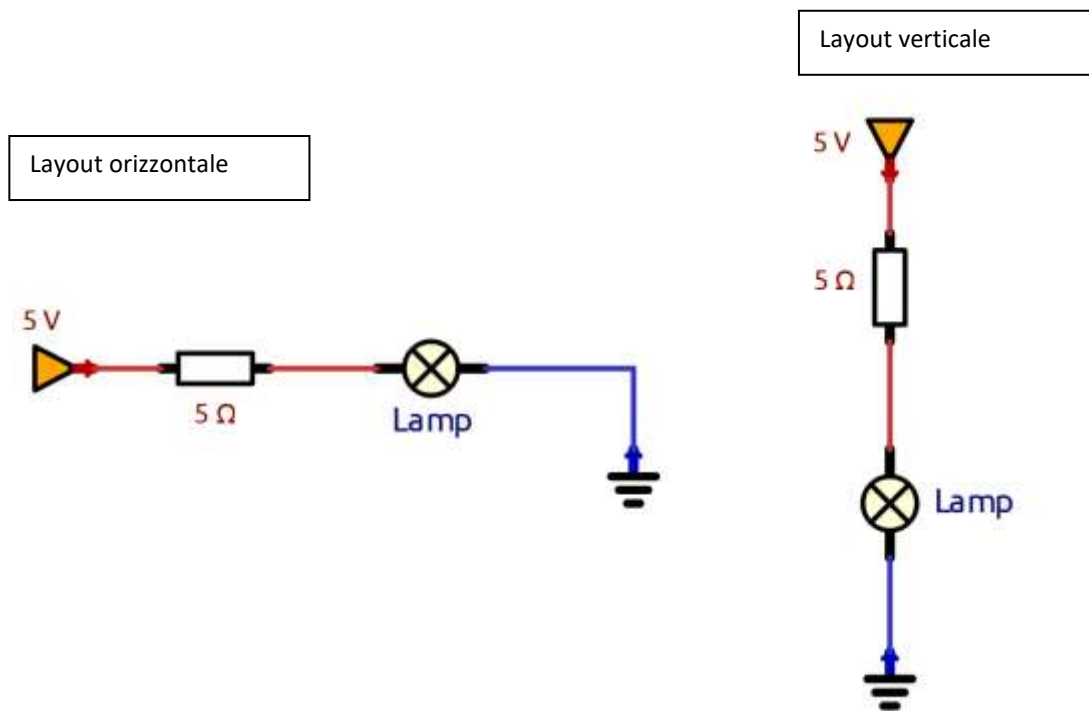 Layout verticale
5 V
Layout orizzontale
5 Ω
5 V
5 Ω
Lamp
Lamp